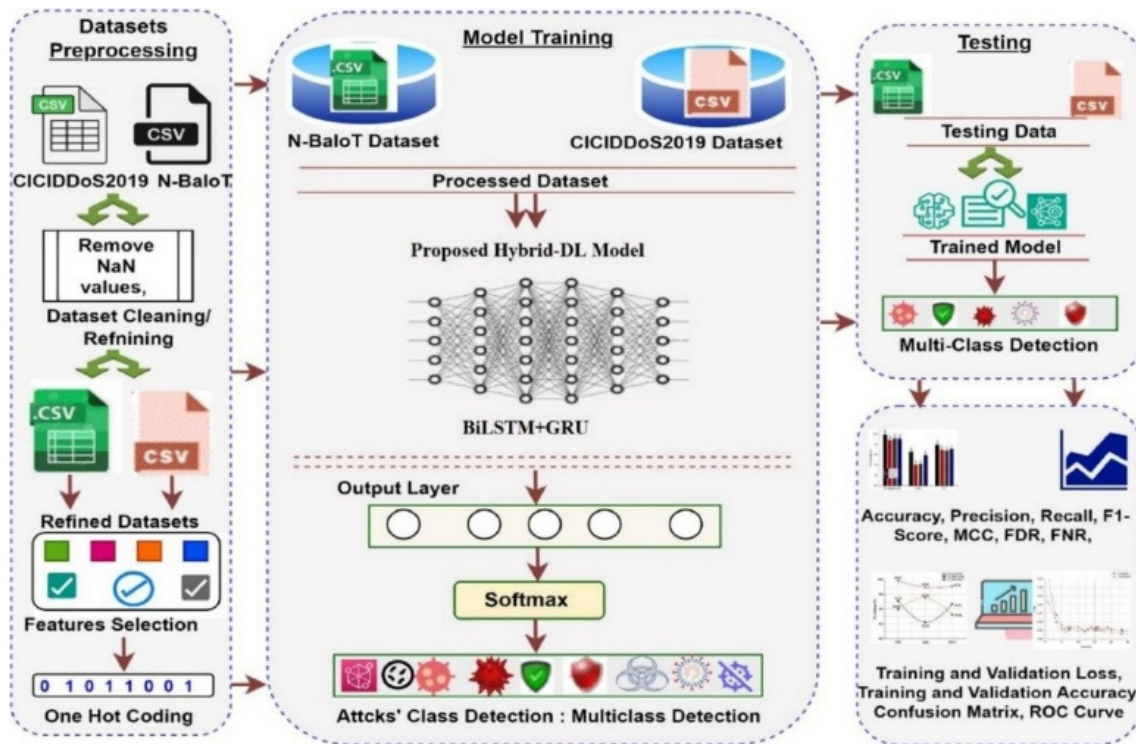 Datasets
Preprocessing
CSV
CSV
CICIDDoS2019 N-BaIoT
Remove
NaN
values,
Dataset Cleaning/
Refnining
.CSV
CSV
Refined Datasets
Features Selection
0 1 0 1 1 0 0 1
One Hot Coding
Model Training
.CSV
CSV
N-BaIoT Dataset
CICIDDoS2019 Dataset
Processed Dataset
Proposed Hybrid-DL Model
BiLSTM+GRU
Output Layer
Softmax
Attcks' Class Detection : Multiclass Detection
Testing
.CSV
CSV
Testing Data
Trained Model
Multi-Class Detection
Accuracy, Precision, Recall, F1-
Score, MCC, FDR, FNR,
Training and Validation Loss,
Training and Validation Accuracy
Confusion Matrix, ROC Curve